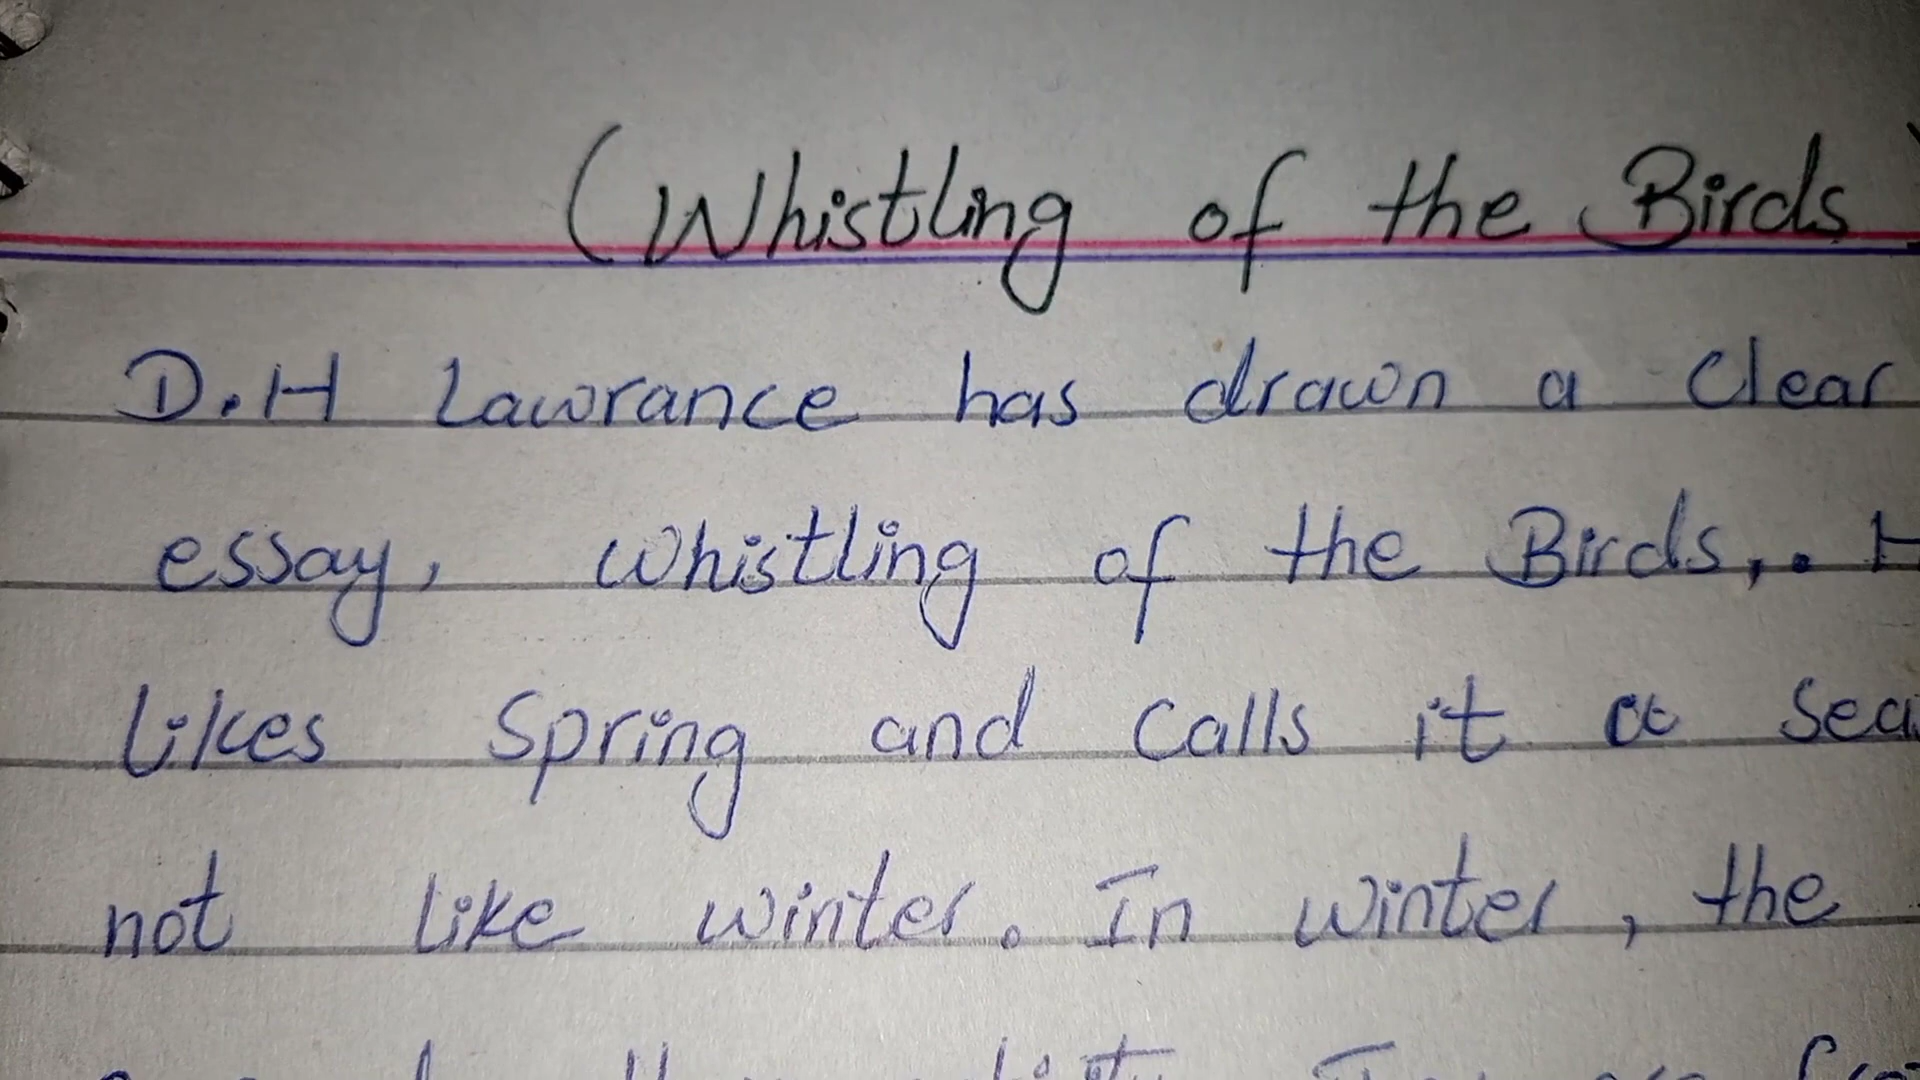 (Whistling of the Birds)
D.H Lawrance has drawn a Clear
essay, whistling of the Birds,.
likes Spring and Calls it a
not like winter. In winter, the